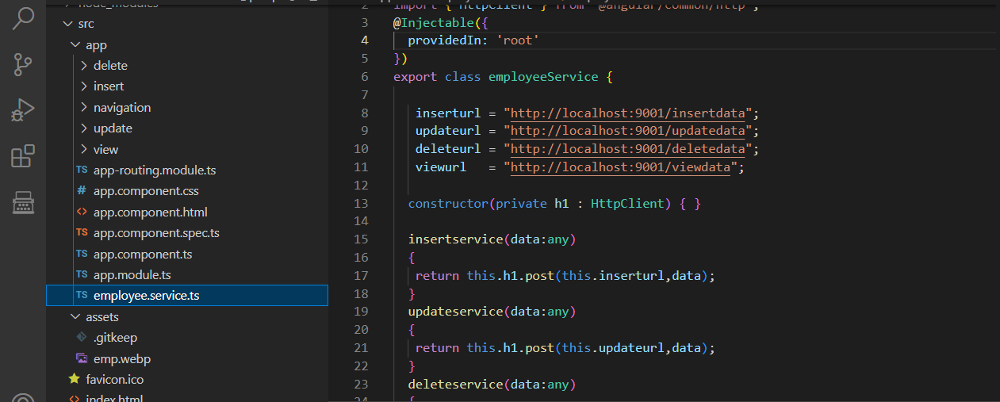 node_modules
src
app
delete
insert
navigation
update
view
TS app-routing.module.ts
# app.component.css
<> app.component.html
TS app.component.spec.ts
TS app.component.ts
TS app.module.ts
TS employee.service.ts
assets
.gitkeep
emp.webp
favicon.ico
<> index.html
2 import { HttpClient } from '@angular/common/http';
3 @Injectable({
4 providedIn: 'root'
5 })
6 export class employeeService {
7
8 inserturl = "http://localhost:9001/insertdata";
9 updateurl = "http://localhost:9001/updatedata";
10 deleteurl = "http://localhost:9001/deletedata";
11 viewurl   = "http://localhost:9001/viewdata";
12
13 constructor(private h1 : HttpClient) { }
14
15 insertservice(data:any)
16 {
17 return this.h1.post(this.inserturl,data);
18 }
19 updateservice(data:any)
20 {
21 return this.h1.post(this.updateurl,data);
22 }
23 deleteservice(data:any)
24 {